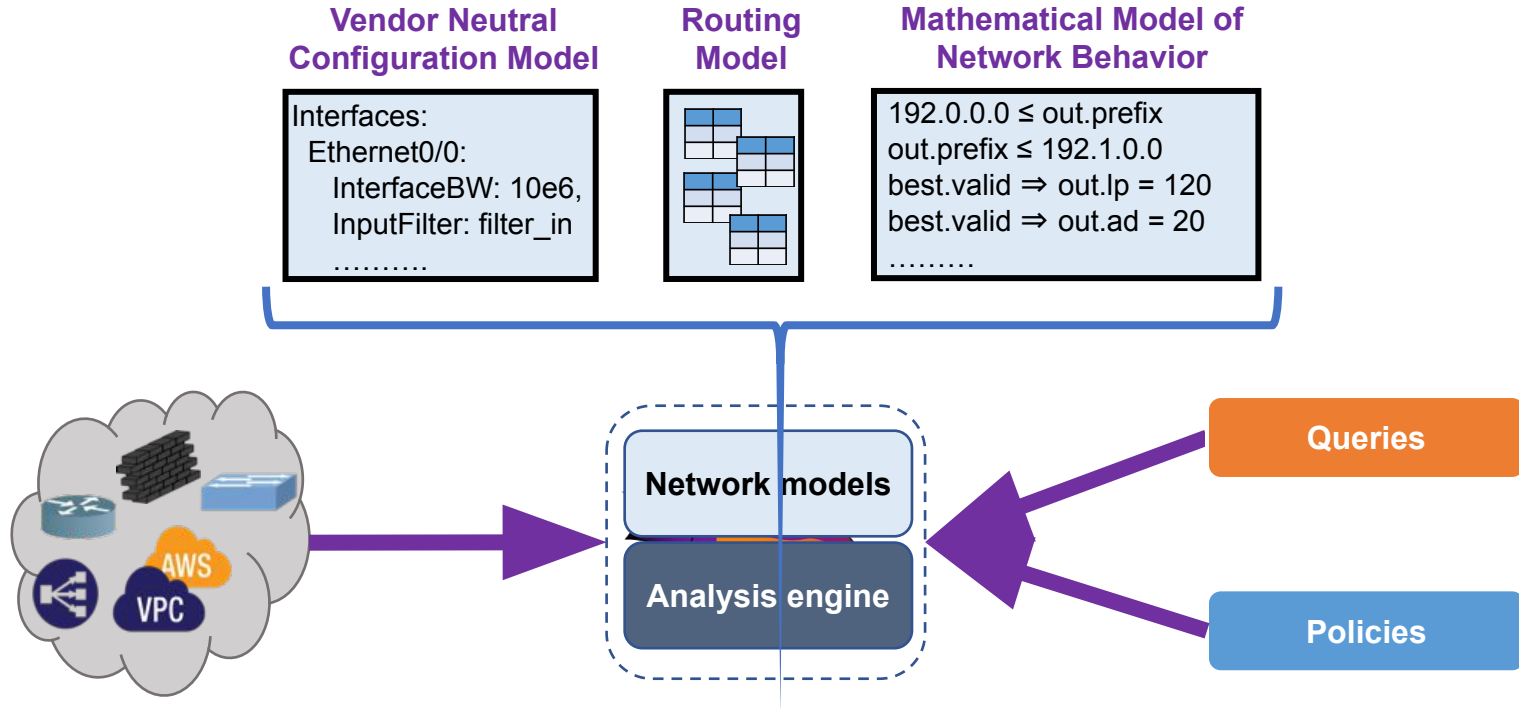 Vendor Neutral
Configuration Model
Routing
Model
Mathematical Model of
Network Behavior
Interfaces:
Ethernet0/0:
InterfaceBW: 10e6,
InputFilter: filter_in
..........
192.0.0.0 ≤ out.prefix
out.prefix ≤ 192.1.0.0
best.valid ⇒ out.lp = 120
best.valid ⇒ out.ad = 20
.........
AWS
VPC
Network models
Analysis engine
Queries
Policies